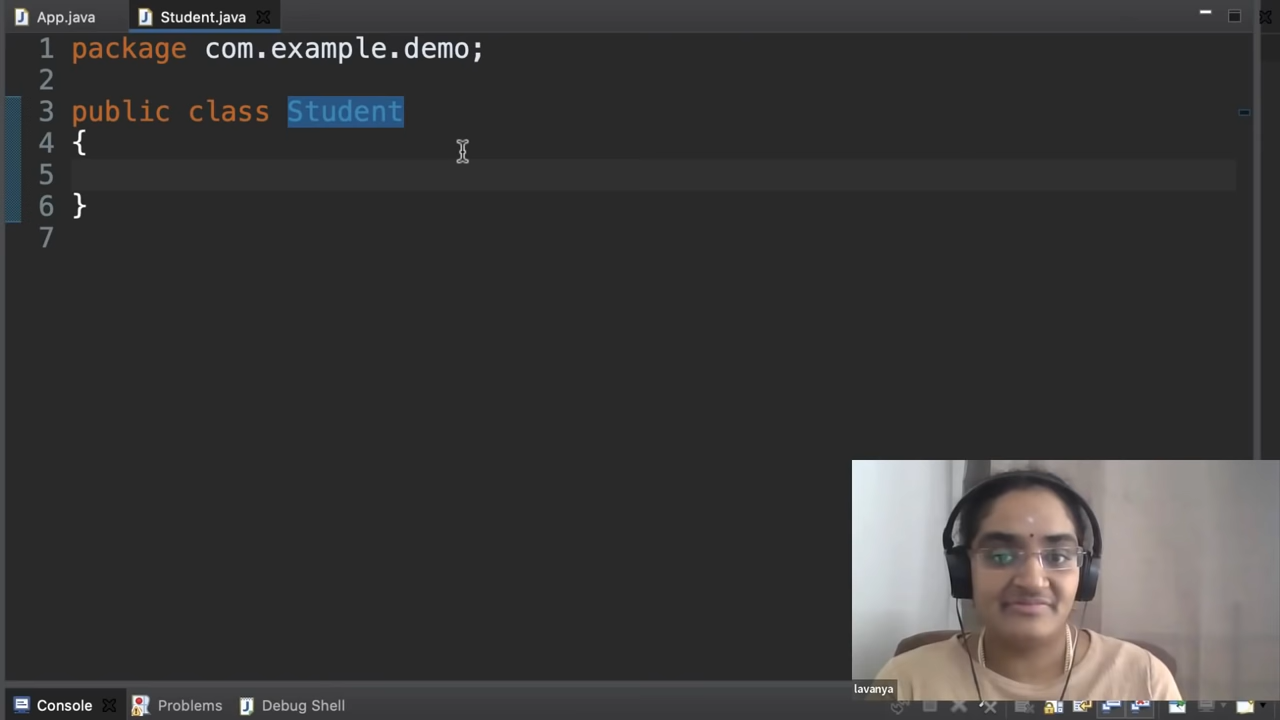 App.java
Student.java
1 package com.example.demo;
2
3 public class Student
4 {
5
6 }
7
lavanya
Console
Problems
Debug Shell